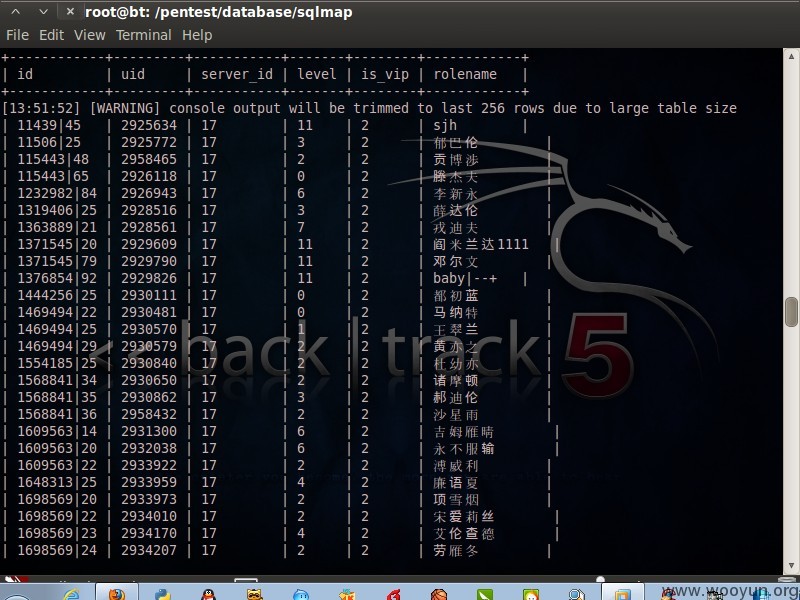 root@bt: /pentest/database/sqlmap
File Edit View Terminal Help
+------------+---------+-----------+-------+--------+------------+
| id | uid | server_id | level | is_vip | rolename |
+------------+---------+-----------+-------+--------+------------+
[13:51:52] [WARNING] console output will be trimmed to last 256 rows due to large table size
| 11439|45 | 2925634 | 17 | 11 | 2 | sjh |
| 11506|25 | 2925772 | 17 | 3 | 2 | 郁巴伦 |
| 115443|48 | 2958465 | 17 | 2 | 2 | 贡博涉 |
| 115443|65 | 2926118 | 17 | 0 | 2 | 滕杰夫 |
| 1232982|84 | 2926943 | 17 | 6 | 2 | 李新永 |
| 1319406|25 | 2928516 | 17 | 3 | 2 | 薛达伦 |
| 1363889|21 | 2928561 | 17 | 7 | 2 | 戎迪夫 |
| 1371545|20 | 2929609 | 17 | 11 | 2 | 阎米兰达1111 |
| 1371545|79 | 2929790 | 17 | 11 | 2 | 邓尔文 |
| 1376854|92 | 2929826 | 17 | 11 | 2 | baby|--+ |
| 1444256|25 | 2930111 | 17 | 0 | 2 | 都初蓝 |
| 1469494|22 | 2930481 | 17 | 0 | 2 | 马纳特 |
| 1469494|25 | 2930570 | 17 | 1 | 2 | 王翠兰 |
| 1469494|29 | 2930579 | 17 | 2 | 2 | 黄亦之 |
| 1554185|25 | 2930840 | 17 | 2 | 2 | 杜幼亦 |
| 1568841|34 | 2930650 | 17 | 2 | 2 | 诸摩顿 |
| 1568841|35 | 2930862 | 17 | 3 | 2 | 郝迪伦 |
| 1568841|36 | 2958432 | 17 | 2 | 2 | 沙星雨 |
| 1609563|14 | 2931300 | 17 | 6 | 2 | 吉姆雁晴 |
| 1609563|20 | 2932038 | 17 | 6 | 2 | 永不服输 |
| 1609563|22 | 2933922 | 17 | 2 | 2 | 溥威利 |
| 1648313|25 | 2933959 | 17 | 4 | 2 | 廉语夏 |
| 1698569|20 | 2933973 | 17 | 2 | 2 | 项雪烟 |
| 1698569|22 | 2934010 | 17 | 2 | 2 | 宋爱莉丝 |
| 1698569|23 | 2934170 | 17 | 4 | 2 | 艾伦查德 |
| 1698569|24 | 2934207 | 17 | 2 | 2 | 劳雁冬 |
<< back | track 5
www.wooyun.org